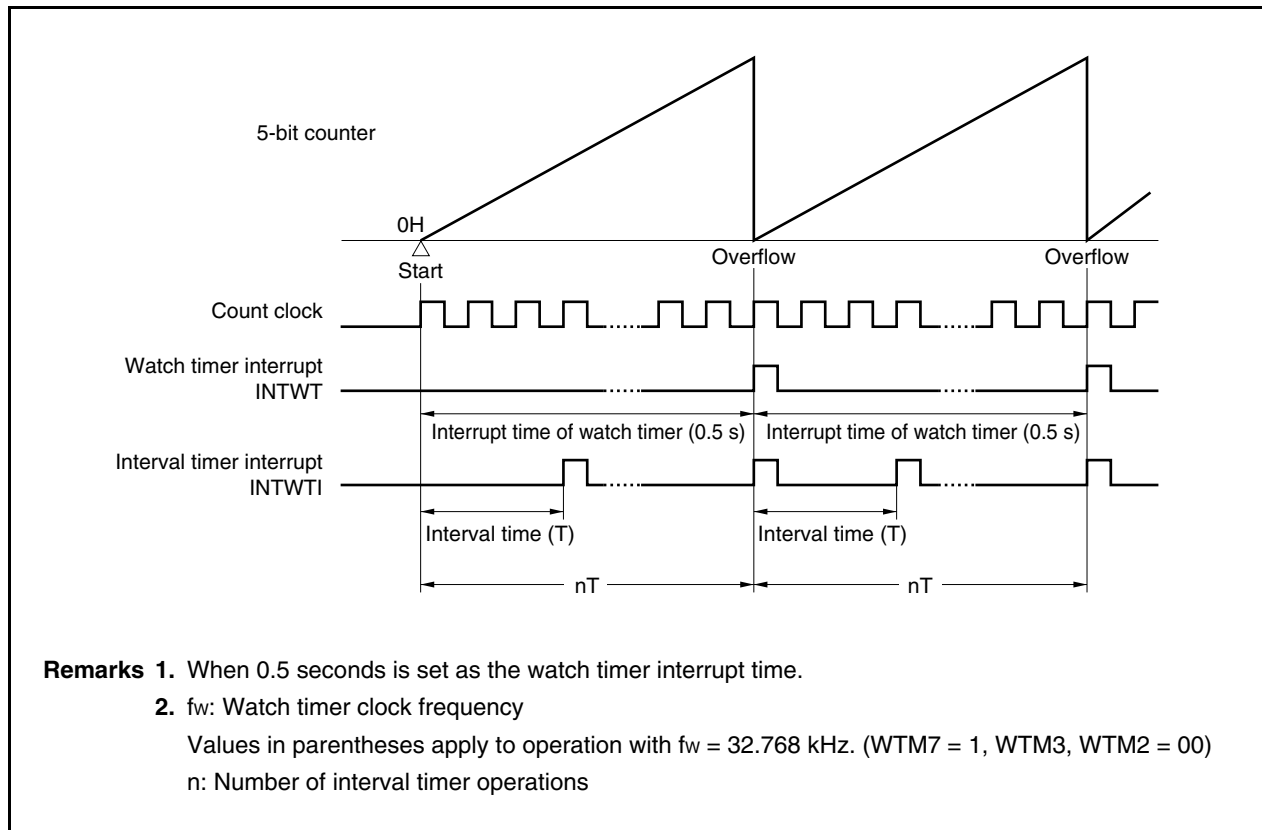 5-bit counter
0H
Start
Overflow
Overflow
Count clock
Watch timer interrupt
INTWT
Interrupt time of watch timer (0.5 s)
Interrupt time of watch timer (0.5 s)
Interval timer interrupt
INTWTI
Interval time (T)
Interval time (T)
nT
nT
Remarks 1. When 0.5 seconds is set as the watch timer interrupt time.
2. fw: Watch timer clock frequency
Values in parentheses apply to operation with fw = 32.768 kHz. (WTM7 = 1, WTM3, WTM2 = 00)
n: Number of interval timer operations